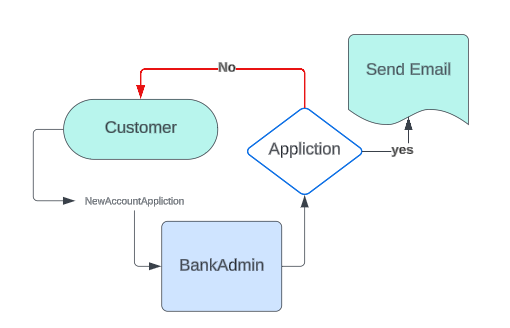 Send Email
No
Customer
Appliction
yes
NewAccountAppliction
BankAdmin